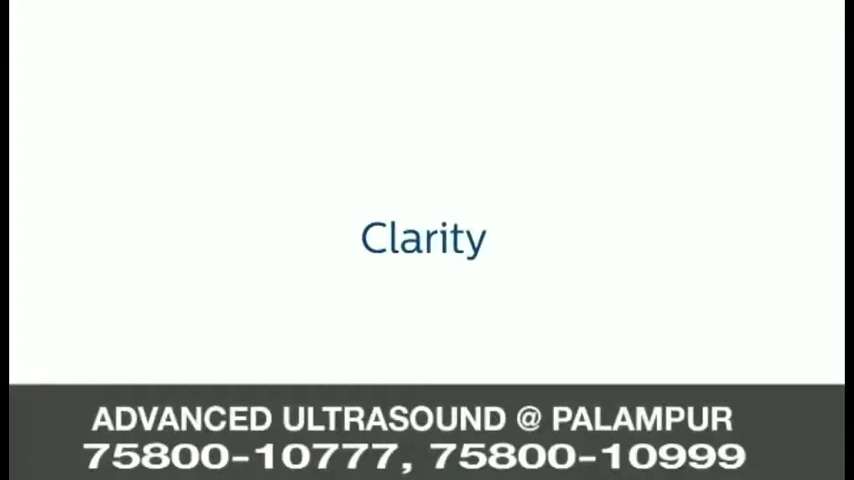 Clarity
ADVANCED ULTRASOUND @ PALAMPUR
75800-10777, 75800-10999